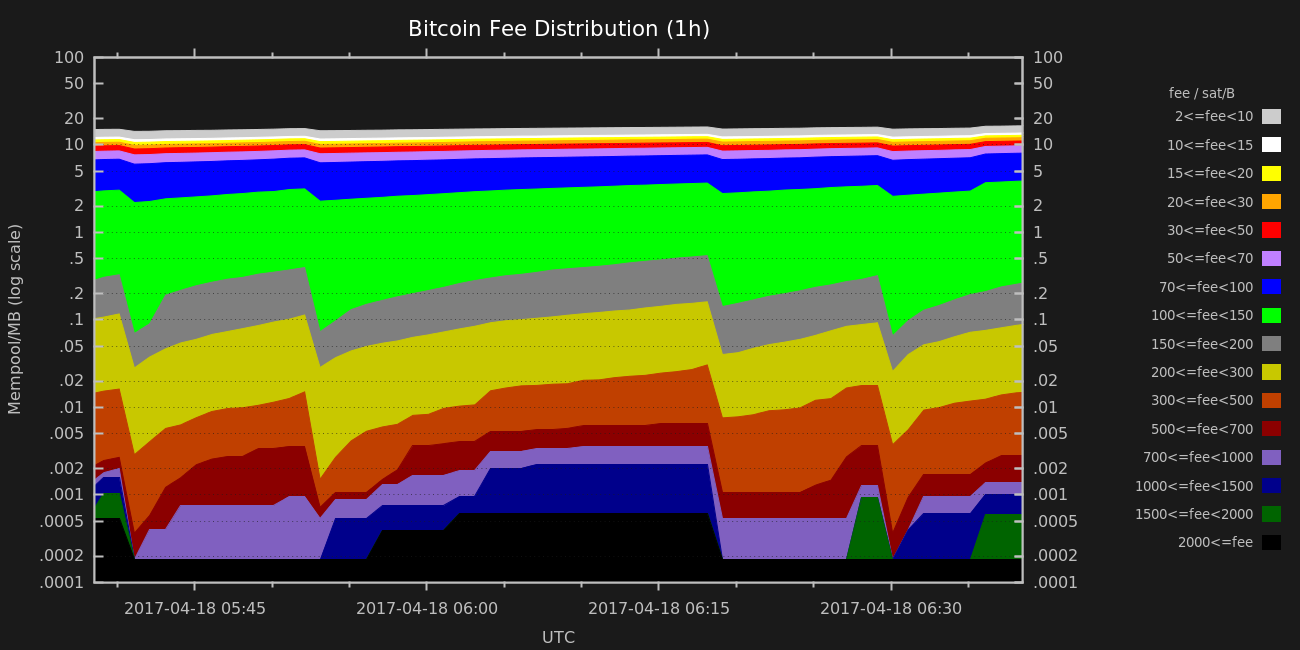 Bitcoin Fee Distribution (1h)
100
50
20
10
5
2
1
.5
.2
.1
.05
.02
.01
.005
.002
.001
.0005
.0002
.0001
Mempool/MB (log scale)
100
50
20
10
5
2
1
.5
.2
.1
.05
.02
.01
.005
.002
.001
.0005
.0002
.0001
2017-04-18 05:45
2017-04-18 06:00
2017-04-18 06:15
2017-04-18 06:30
UTC
fee / sat/B
2<=fee<10
10<=fee<15
15<=fee<20
20<=fee<30
30<=fee<50
50<=fee<70
70<=fee<100
100<=fee<150
150<=fee<200
200<=fee<300
300<=fee<500
500<=fee<700
700<=fee<1000
1000<=fee<1500
1500<=fee<2000
2000<=fee